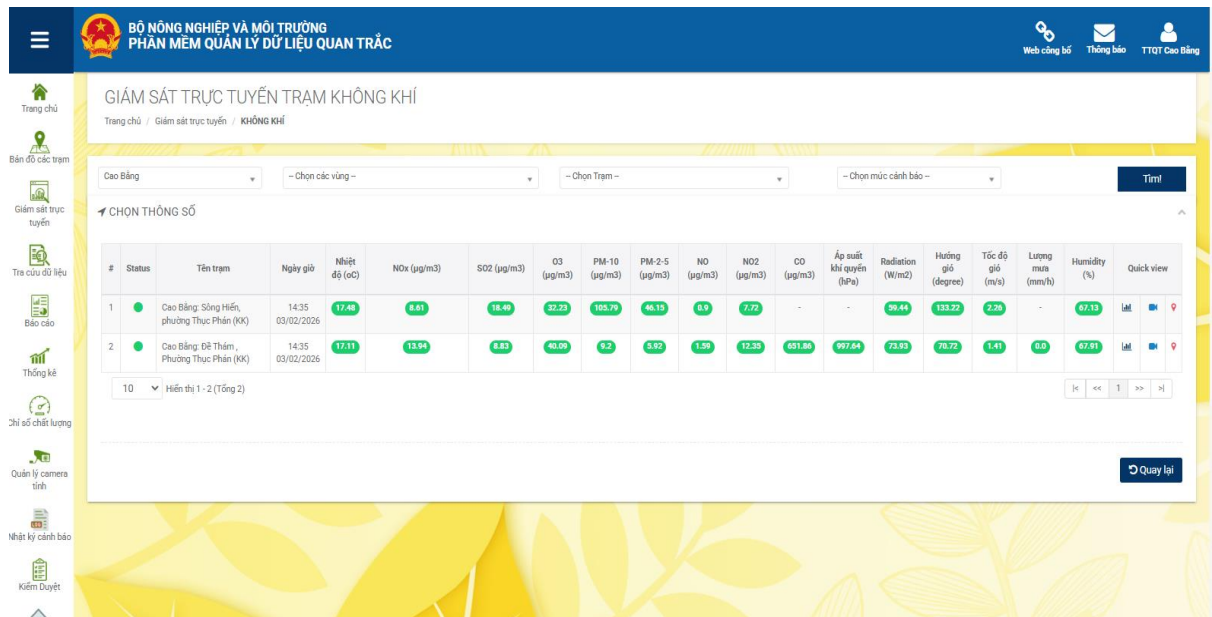 BỘ NÔNG NGHIỆP VÀ MÔI TRƯỜNG
PHẦN MỀM QUẢN LÝ DỮ LIỆU QUAN TRẮC
Web công bố
Thông báo
TTQT Cao Bằng
Trang chủ
Bản đồ các trạm
Giám sát trực
tuyến
Tra cứu dữ liệu
Báo cáo
Thống kê
Chỉ số chất lượng
Quản lý camera
tỉnh
Nhật ký cảnh báo
Kiểm Duyệt
GIÁM SÁT TRỰC TUYẾN TRẠM KHÔNG KHÍ
Trang chủ / Giám sát trực tuyến / KHÔNG KHÍ
Cao Bằng
-- Chọn các vùng --
-- Chọn Trạm --
-- Chọn mức cảnh báo --
Tìm!
CHỌN THÔNG SỐ
# Status Tên trạm Ngày giờ Nhiệt độ (oC) NOx (µg/m3) SO2 (µg/m3) O3 (µg/m3) PM-10 (µg/m3) PM-2-5 (µg/m3) NO (µg/m3) NO2 (µg/m3) CO (µg/m3) Áp suất khí quyển (hPa) Radiation (W/m2) Hướng gió (degree) Tốc độ gió (m/s) Lượng mưa (mm/h) Humidity (%) Quick view
1 Cao Bằng: Sông Hiến, phường Thục Phán (KK) 14:35 03/02/2026 17.48 8.61 18.49 32.23 105.79 46.15 0.9 7.72 - - 59.44 133.22 2.26 - 67.13
2 Cao Bằng: Đề Thám , Phường Thục Phán (KK) 14:35 03/02/2026 17.11 13.94 8.83 40.09 9.2 5.92 1.59 12.35 651.86 997.64 73.93 70.72 1.41 0.0 67.91
10 Hiển thị 1 - 2 (Tổng 2)
|< << 1 >> >|
Quay lại